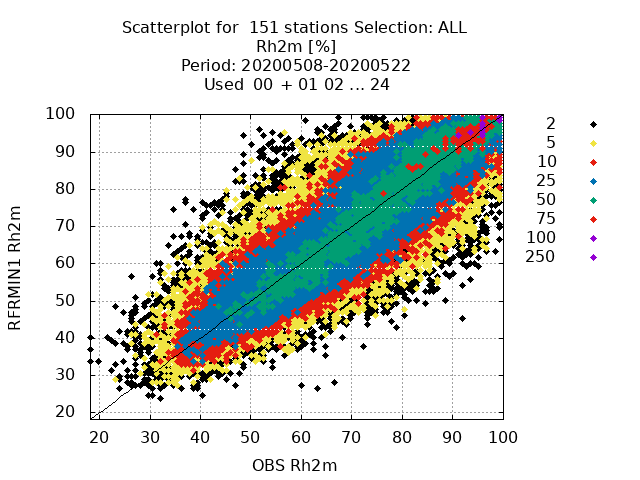 Scatterplot for  151 stations Selection: ALL
Rh2m [%]
Period: 20200508-20200522
Used  00 + 01 02 ... 24
100
90
80
70
60
50
40
30
20
RFRMIN1 Rh2m
20 30 40 50 60 70 80 90 100
OBS Rh2m
2
5
10
25
50
75
100
250